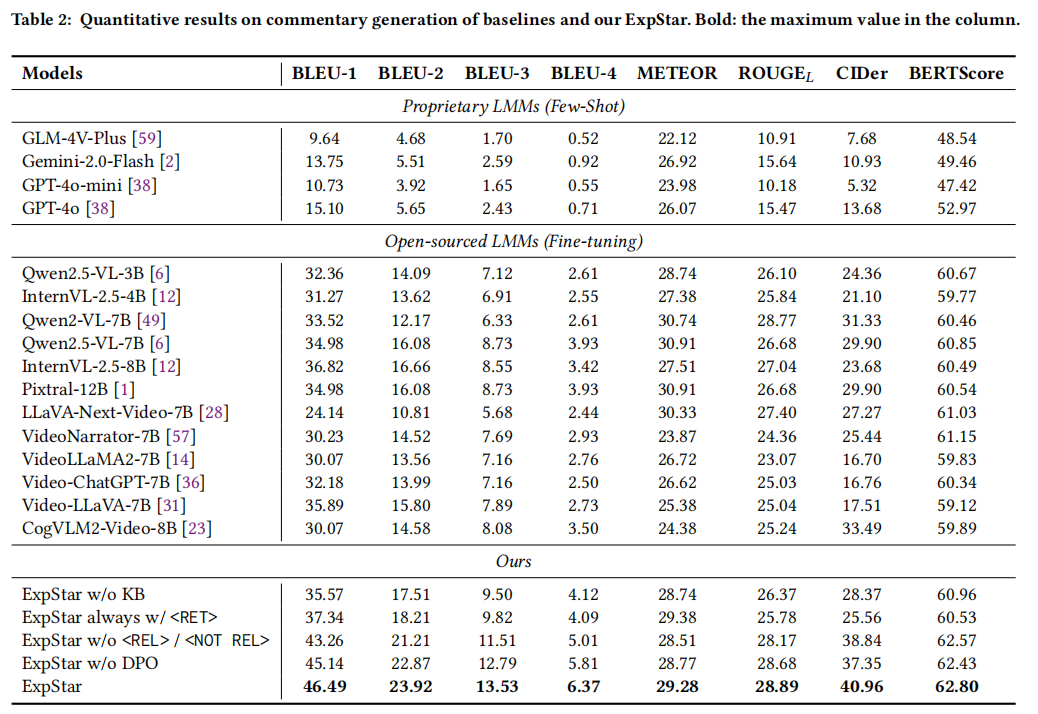 Table 2: Quantitative results on commentary generation of baselines and our ExpStar. Bold: the maximum value in the column.
Models BLEU-1 BLEU-2 BLEU-3 BLEU-4 METEOR ROUGE_L CIDer BERTScore
Proprietary LMMs (Few-Shot)
GLM-4V-Plus [59] 9.64 4.68 1.70 0.52 22.12 10.91 7.68 48.54
Gemini-2.0-Flash [2] 13.75 5.51 2.59 0.92 26.92 15.64 10.93 49.46
GPT-4o-mini [38] 10.73 3.92 1.65 0.55 23.98 10.18 5.32 47.42
GPT-4o [38] 15.10 5.65 2.43 0.71 26.07 15.47 13.68 52.97
Open-sourced LMMs (Fine-tuning)
Qwen2.5-VL-3B [6] 32.36 14.09 7.12 2.61 28.74 26.10 24.36 60.67
InternVL-2.5-4B [12] 31.27 13.62 6.91 2.55 27.38 25.84 21.10 59.77
Qwen2-VL-7B [49] 33.52 12.17 6.33 2.61 30.74 28.77 31.33 60.46
Qwen2.5-VL-7B [6] 34.98 16.08 8.73 3.93 30.91 26.68 29.90 60.85
InternVL-2.5-8B [12] 36.82 16.66 8.55 3.42 27.51 27.04 23.68 60.49
Pixtral-12B [1] 34.98 16.08 8.73 3.93 30.91 26.68 29.90 60.54
LLaVA-Next-Video-7B [28] 24.14 10.81 5.68 2.44 30.33 27.40 27.27 61.03
VideoNarrator-7B [57] 30.23 14.52 7.69 2.93 23.87 24.36 25.44 61.15
VideoLLaMA2-7B [14] 30.07 13.56 7.16 2.76 26.72 23.07 16.70 59.83
Video-ChatGPT-7B [36] 32.18 13.99 7.16 2.50 26.62 25.03 16.76 60.34
Video-LLaVA-7B [31] 35.89 15.80 7.89 2.73 25.38 25.04 17.51 59.12
CogVLM2-Video-8B [23] 30.07 14.58 8.08 3.50 24.38 25.24 33.49 59.89
Ours
ExpStar w/o KB 35.57 17.51 9.50 4.12 28.74 26.37 28.37 60.96
ExpStar always w/ <RET> 37.34 18.21 9.82 4.09 29.38 25.78 25.56 60.53
ExpStar w/o <REL> / <NOT REL> 43.26 21.21 11.51 5.01 28.51 28.17 38.84 62.57
ExpStar w/o DPO 45.14 22.87 12.79 5.81 28.77 28.68 37.35 62.43
ExpStar 46.49 23.92 13.53 6.37 29.28 28.89 40.96 62.80